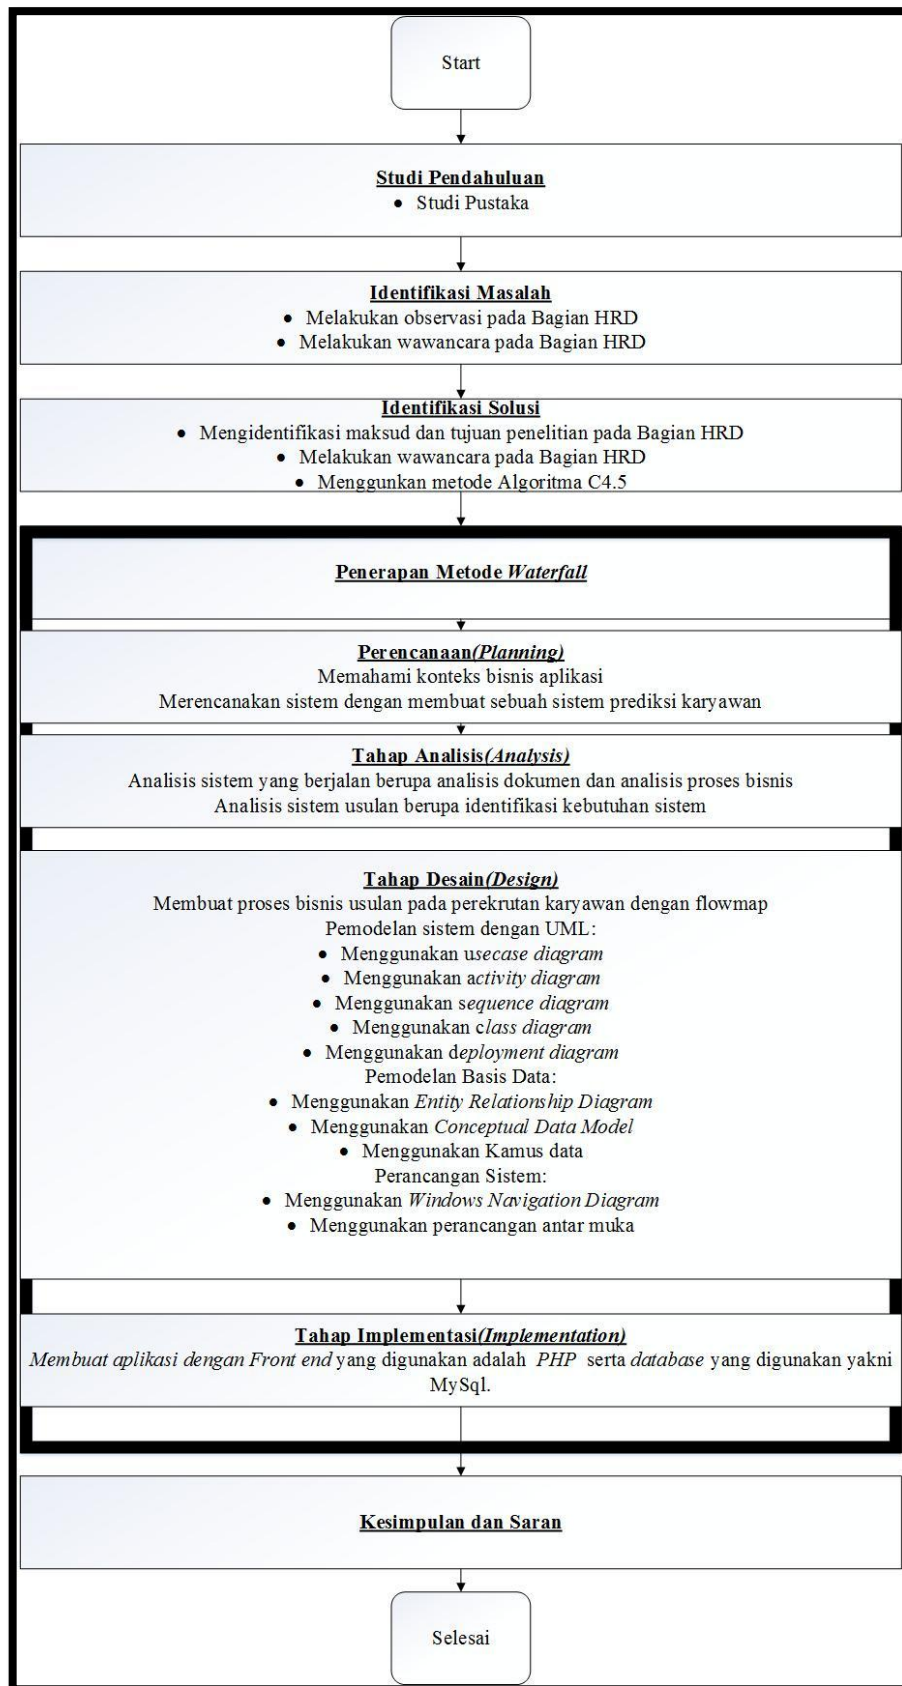 Start
Studi Pendahuluan
• Studi Pustaka
Identifikasi Masalah
• Melakukan observasi pada Bagian HRD
• Melakukan wawancara pada Bagian HRD
Identifikasi Solusi
• Mengidentifikasi maksud dan tujuan penelitian pada Bagian HRD
• Melakukan wawancara pada Bagian HRD
• Menggunkan metode Algoritma C4.5
Penerapan Metode Waterfall
Perencanaan(Planning)
Memahami konteks bisnis aplikasi
Merencanakan sistem dengan membuat sebuah sistem prediksi karyawan
Tahap Analisis(Analysis)
Analisis sistem yang berjalan berupa analisis dokumen dan analisis proses bisnis
Analisis sistem usulan berupa identifikasi kebutuhan sistem
Tahap Desain(Design)
Membuat proses bisnis usulan pada perekrutan karyawan dengan flowmap
Pemodelan sistem dengan UML:
• Menggunakan usecase diagram
• Menggunakan activity diagram
• Menggunakan sequence diagram
• Menggunakan class diagram
• Menggunakan deployment diagram
Pemodelan Basis Data:
• Menggunakan Entity Relationship Diagram
• Menggunakan Conceptual Data Model
• Menggunakan Kamus data
Perancangan Sistem:
• Menggunakan Windows Navigation Diagram
• Menggunakan perancangan antar muka
Tahap Implementasi(Implementation)
Membuat aplikasi dengan Front end yang digunakan adalah PHP serta database yang digunakan yakni
MySql.
Kesimpulan dan Saran
Selesai